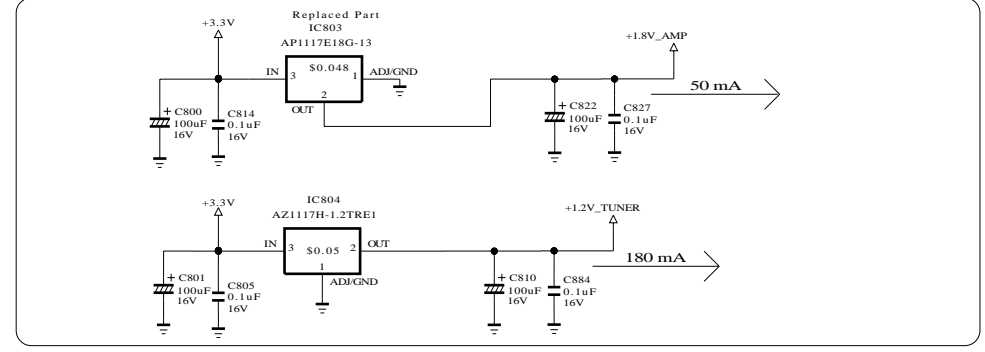 Replaced Part
IC803
AP1117E18G-13
+3.3V
IN
3
$0.048
1
ADJ/GND
2
OUT
+1.8V_AMP
50 mA
+ C800
100uF
16V
C814
0.1uF
16V
+ C822
100uF
16V
C827
0.1uF
16V
IC804
AZ1117H-1.2TRE1
+3.3V
IN
3
$0.05
2
OUT
1
ADJ/GND
+1.2V_TUNER
180 mA
+ C801
100uF
16V
C805
0.1uF
16V
+ C810
100uF
16V
C884
0.1uF
16V